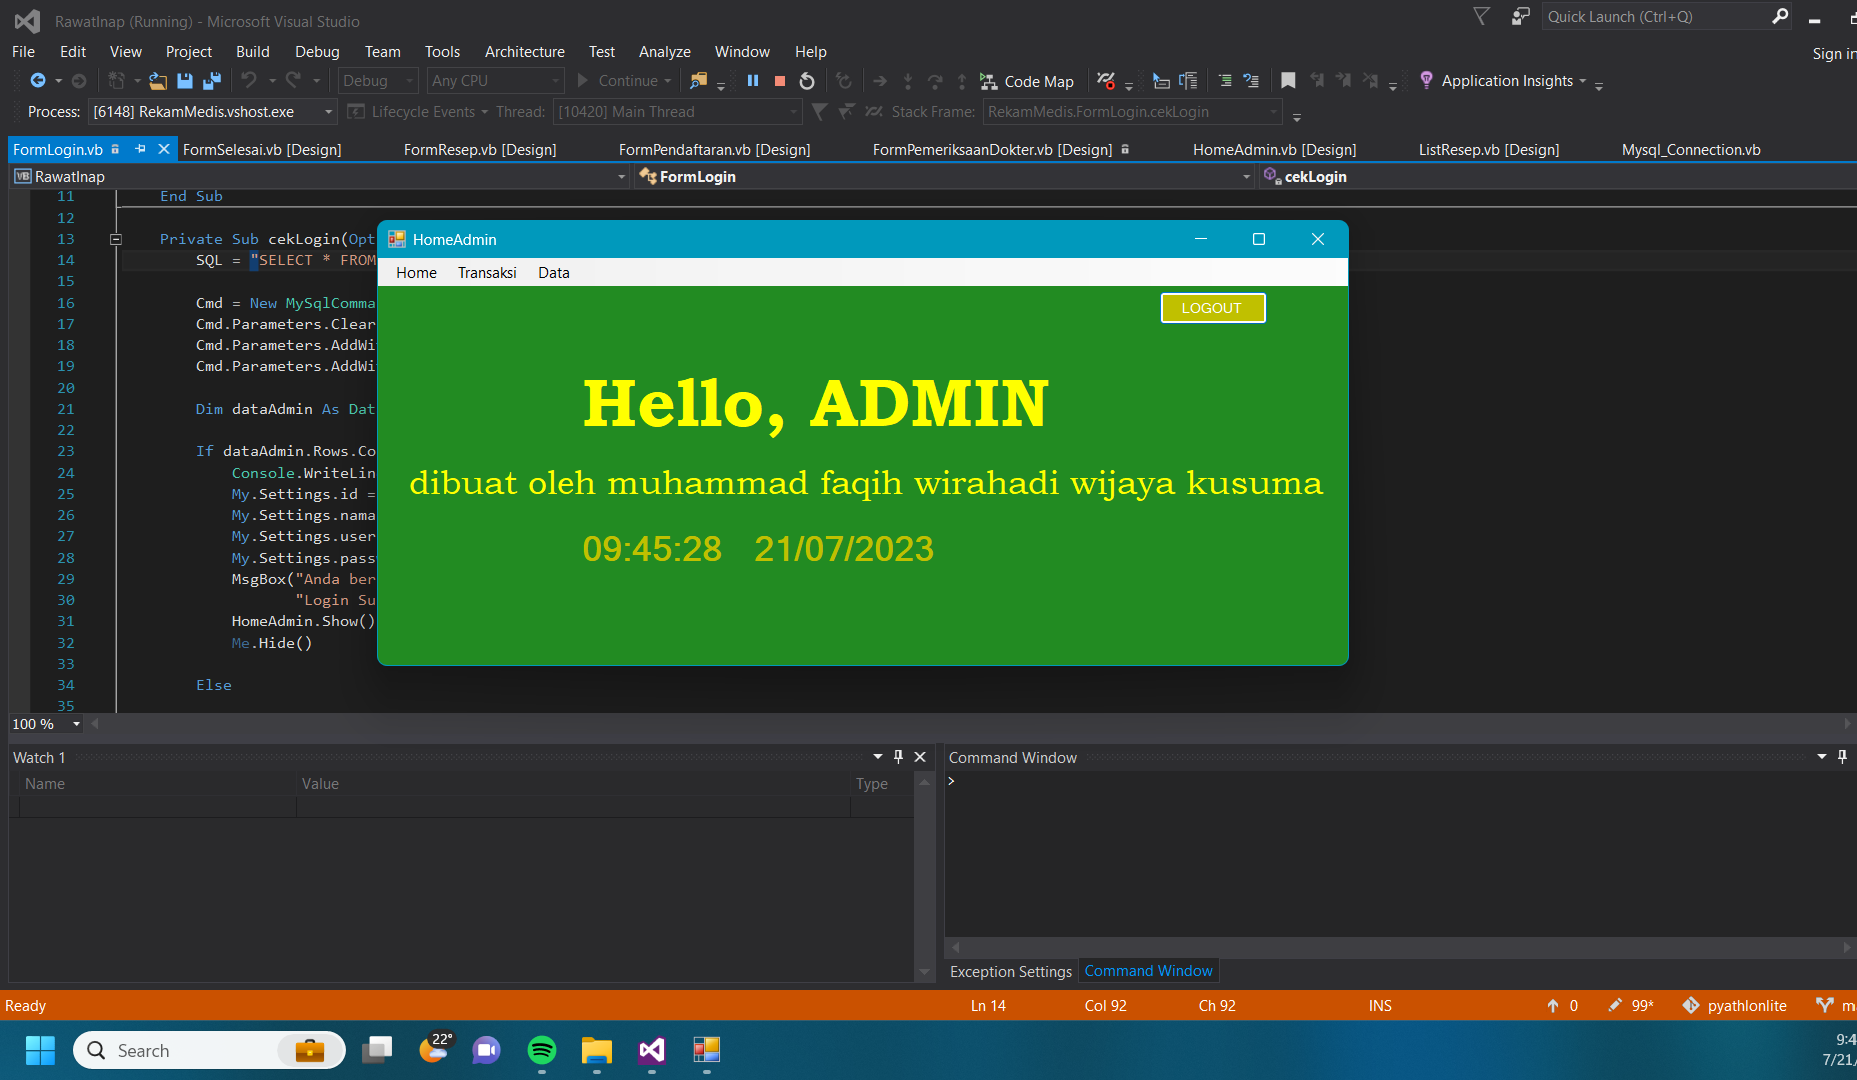 RawatInap (Running) - Microsoft Visual Studio
Quick Launch (Ctrl+Q)
File Edit View Project Build Debug Team Tools Architecture Test Analyze Window Help
Sign in
Debug Any CPU Continue Code Map Application Insights
Process: [6148] RekamMedis.vshost.exe Lifecycle Events Thread: [10420] Main Thread Stack Frame: RekamMedis.FormLogin.cekLogin
FormLogin.vb FormSelesai.vb [Design] FormResep.vb [Design] FormPendaftaran.vb [Design] FormPemeriksaanDokter.vb [Design] HomeAdmin.vb [Design] ListResep.vb [Design] Mysql_Connection.vb
VB RawatInap FormLogin cekLogin
11 End Sub
12
13 Private Sub cekLogin(Opt
14 SQL = "SELECT * FROM
15
16 Cmd = New MySqlComma
17 Cmd.Parameters.Clear
18 Cmd.Parameters.AddWi
19 Cmd.Parameters.AddWi
20
21 Dim dataAdmin As Dat
22
23 If dataAdmin.Rows.Co
24 Console.WriteLin
25 My.Settings.id =
26 My.Settings.nama
27 My.Settings.user
28 My.Settings.pass
29 MsgBox("Anda ber
30 "Login Su
31 HomeAdmin.Show()
32 Me.Hide()
33
34 Else
35
HomeAdmin
Home Transaksi Data
LOGOUT
Hello, ADMIN
dibuat oleh muhammad faqih wirahadi wijaya kusuma
09:45:28 21/07/2023
100 %
Watch 1
Name Value Type
Command Window
>
Exception Settings Command Window
Ready Ln 14 Col 92 Ch 92 INS 0 99* pyathlonlite m
Search
22°
9:4
7/21/